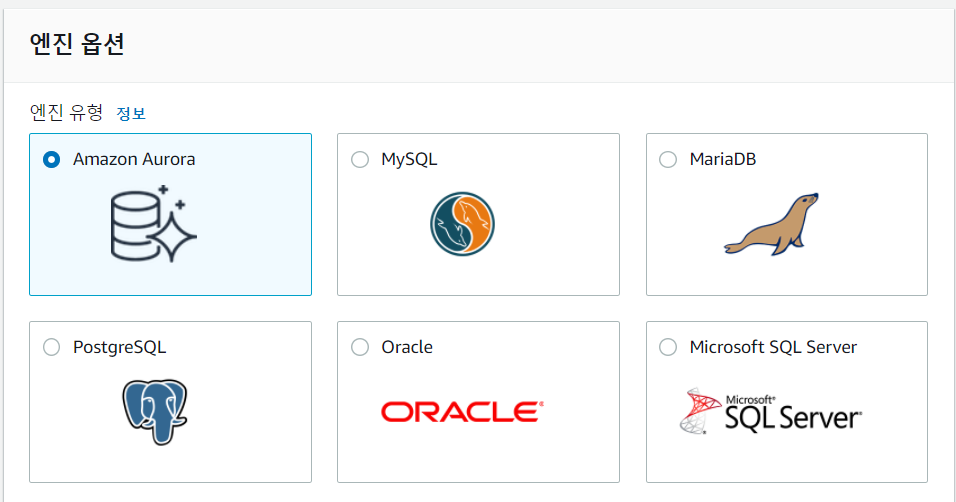 엔진 옵션
엔진 유형 정보
Amazon Aurora
MySQL
MariaDB
PostgreSQL
Oracle
Microsoft SQL Server
ORACLE®
Microsoft®
SQL Server®